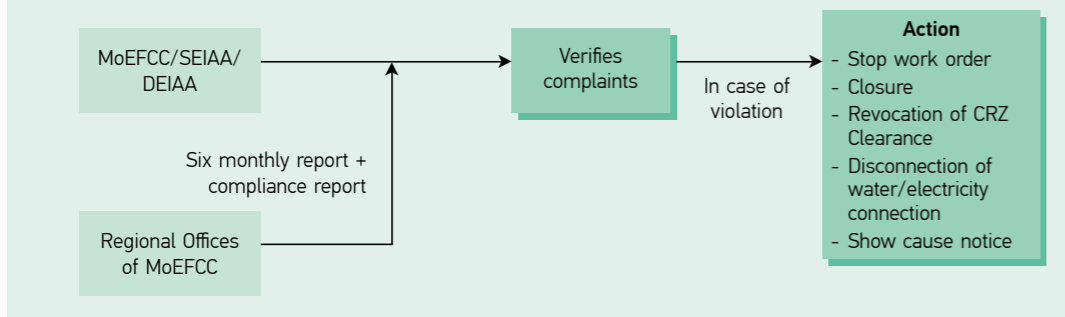 MoEFCC/SEIAA/
DEIAA
Verifies
complaints
In case of
violation
Action
- Stop work order
- Closure
- Revocation of CRZ
Clearance
- Disconnection of
water/electricity
connection
- Show cause notice
Six monthly report +
compliance report
Regional Offices
of MoEFCC